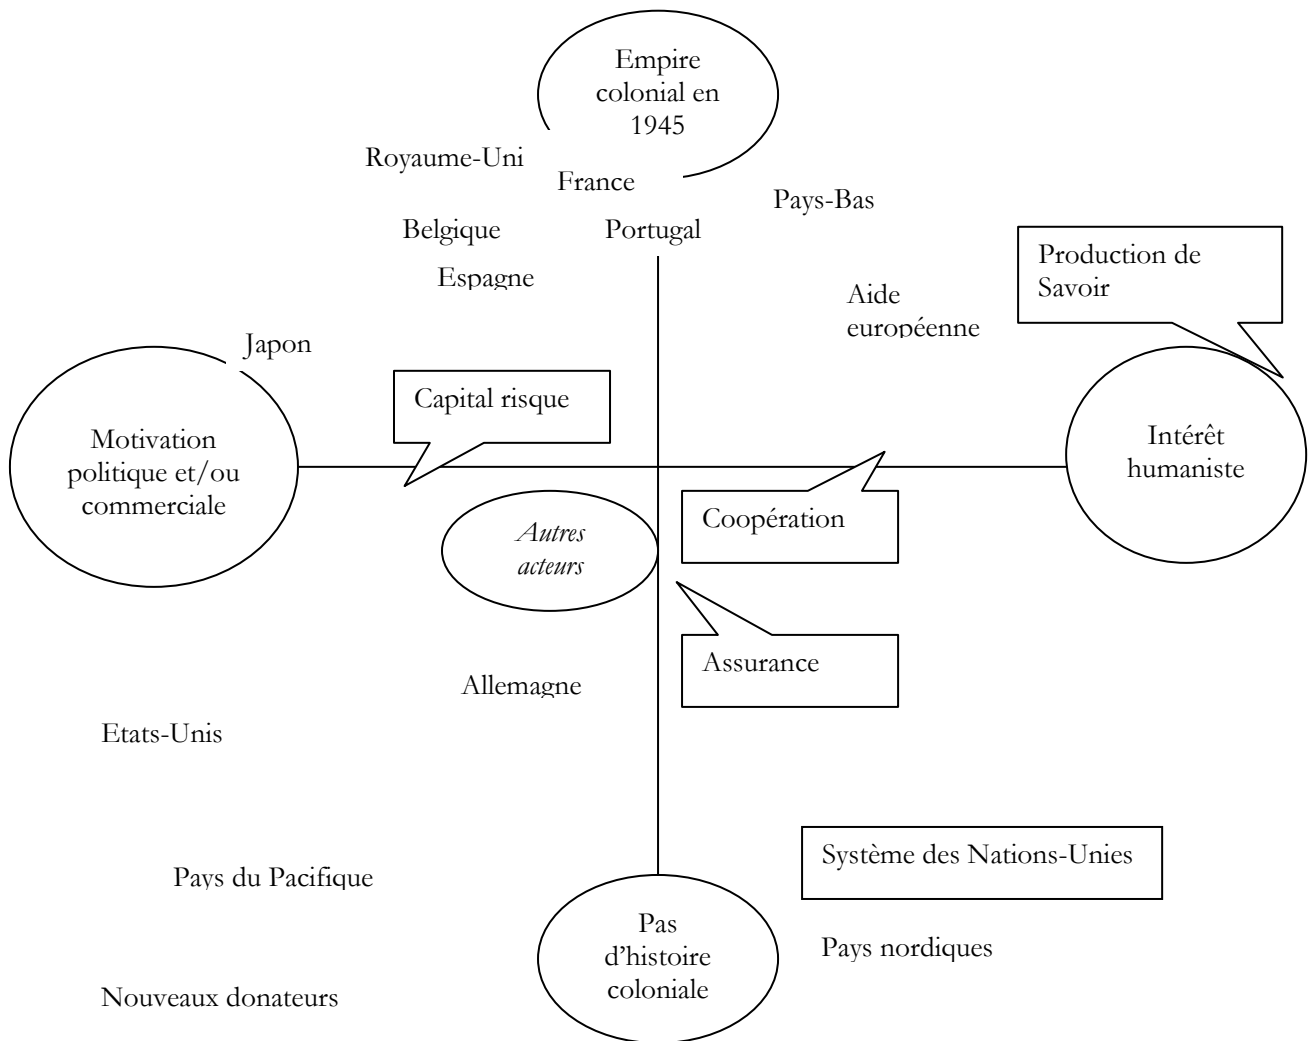 Empire
colonial en
1945
Royaume-Uni
France
Pays-Bas
Belgique
Portugal
Espagne
Production de
Savoir
Aide
européenne
Japon
Capital risque
Motivation
politique et/ou
commerciale
Intérêt
humaniste
Autres
acteurs
Coopération
Assurance
Allemagne
Etats-Unis
Système des Nations-Unies
Pays du Pacifique
Pas
d’histoire
coloniale
Pays nordiques
Nouveaux donateurs